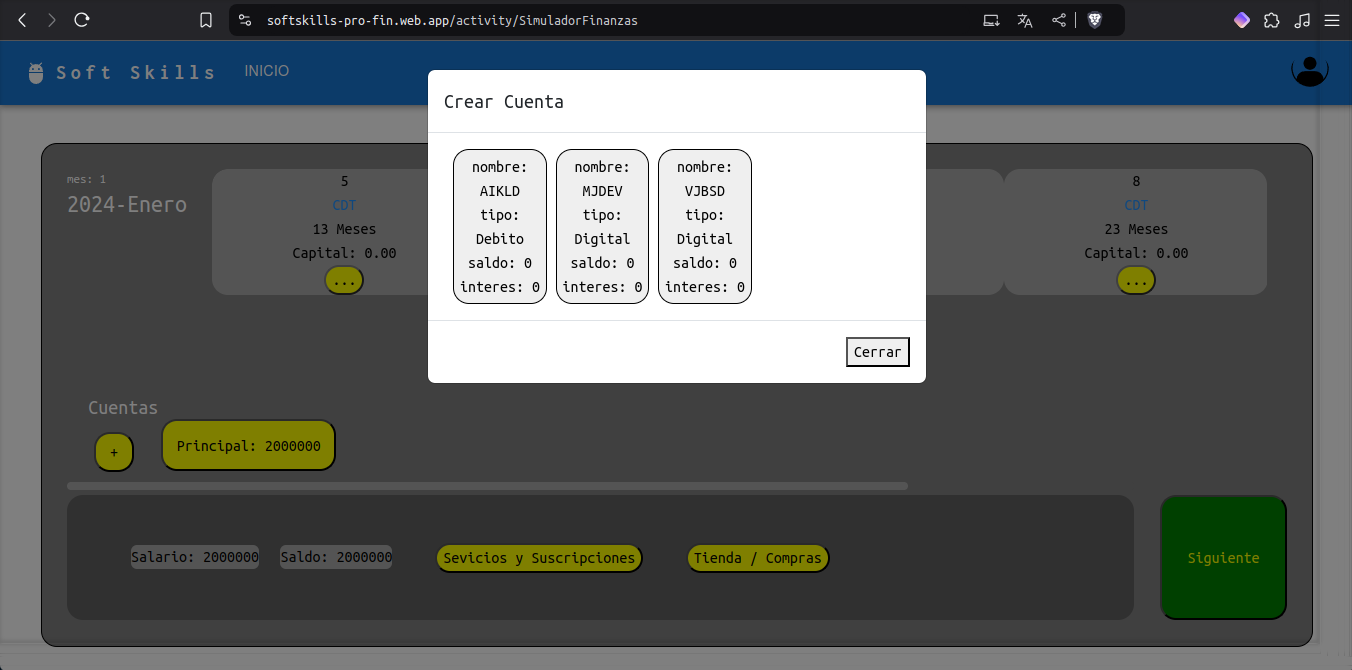 softskills-pro-fin.web.app/activity/SimuladorFinanzas
Soft Skills
INICIO
Crear Cuenta
nombre:
AIKLD
tipo:
Debito
saldo: 0
interes: 0
nombre:
MJDEV
tipo:
Digital
saldo: 0
interes: 0
nombre:
VJBSD
tipo:
Digital
saldo: 0
interes: 0
Cerrar
mes: 1
2024-Enero
5
CDT
13 Meses
Capital: 0.00
...
8
CDT
23 Meses
Capital: 0.00
...
Cuentas
+
Principal: 2000000
Salario: 2000000
Saldo: 2000000
Sevicios y Suscripciones
Tienda / Compras
Siguiente